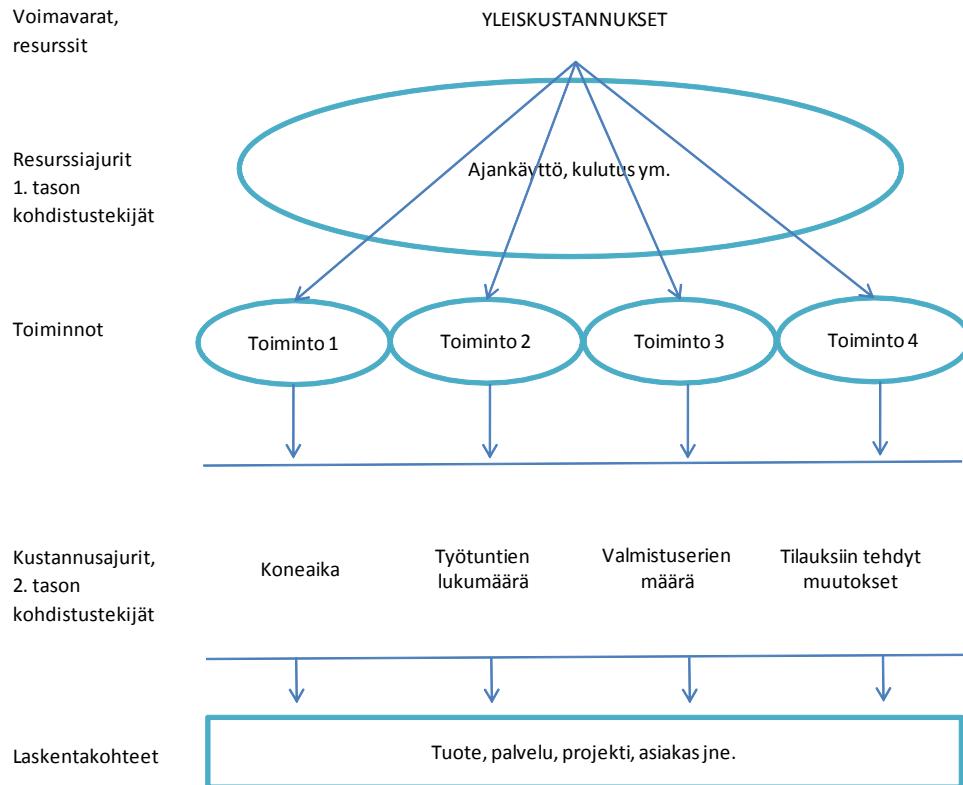 Voimavarat,
resurssit
YLEISKUSTANNUKSET
Resurssiajurit
1. tason
kohdistustekijät
Ajankäyttö, kulutus ym.
Toiminnot
Toiminto 1
Toiminto 2
Toiminto 3
Toiminto 4
Kustannusajurit,
2. tason
kohdistustekijät
Koneaika
Työtuntien
lukumäärä
Valmistuserien
määrä
Tilauksiin tehdyt
muutokset
Laskentakohteet
Tuote, palvelu, projekti, asiakas jne.